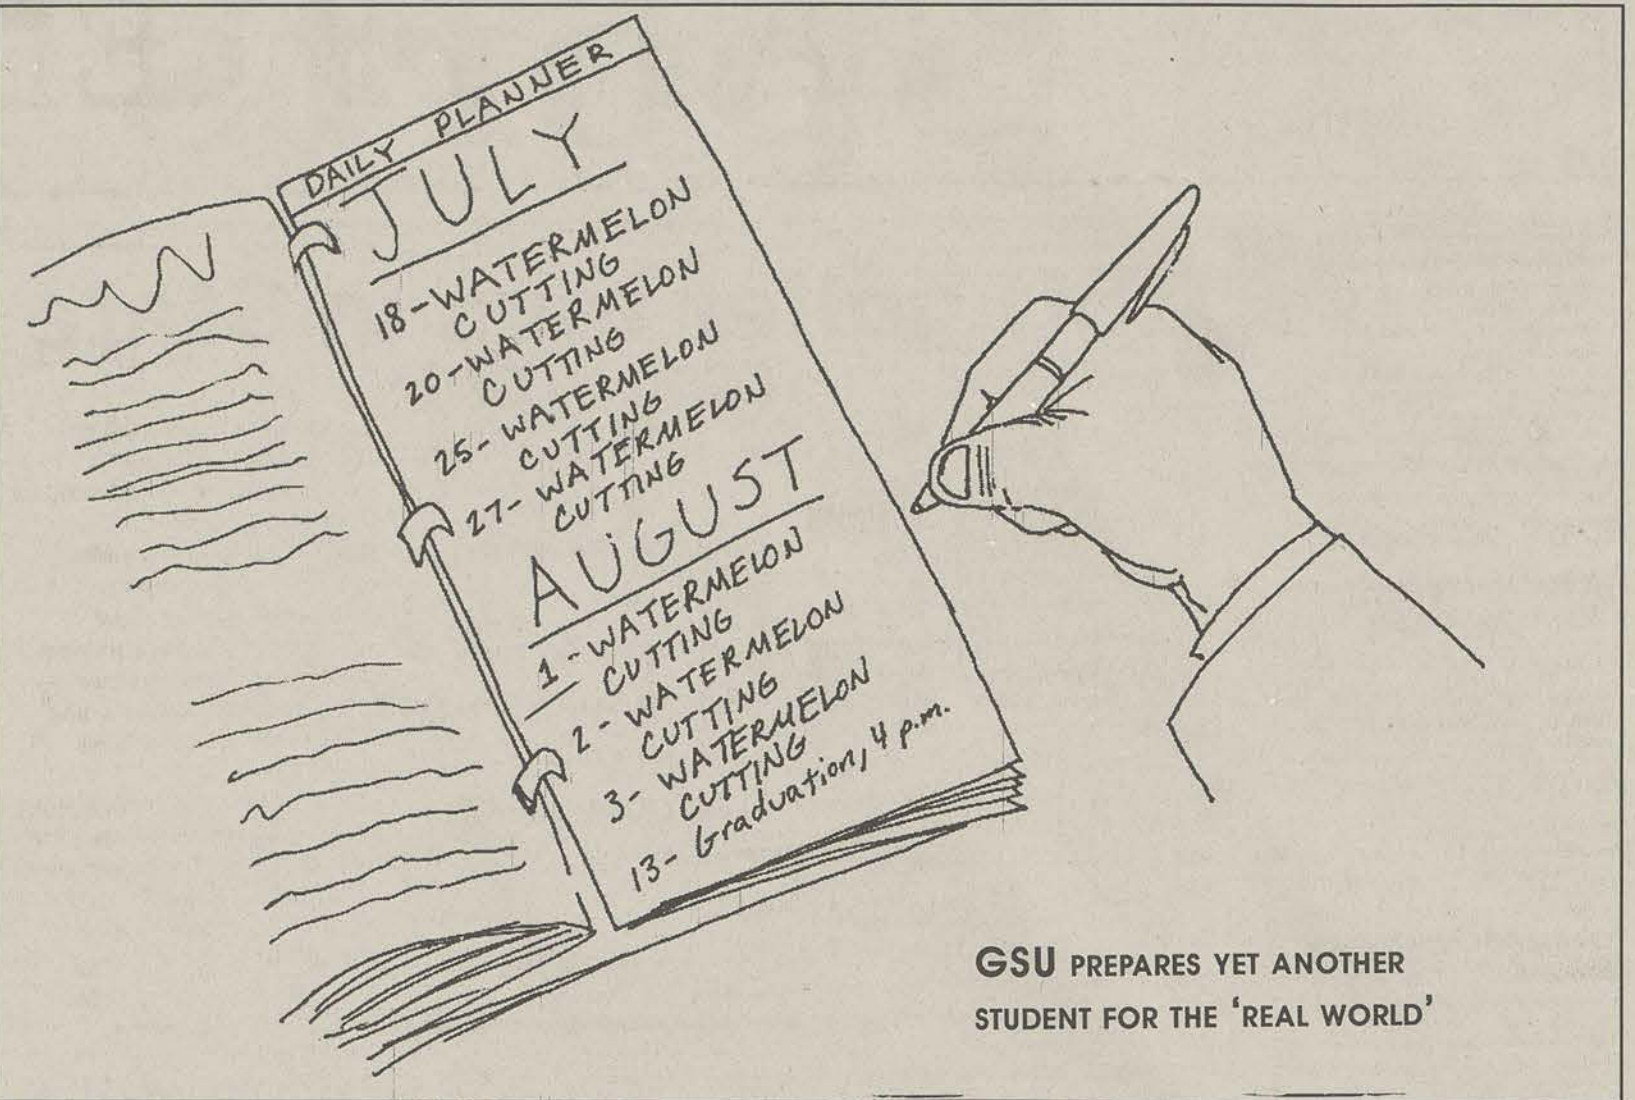 DAILY PLANNER
JULY
18-WATERMELON
CUTTING
20-WATERMELON
CUTTING
25-WATERMELON
CUTTING
27-WATERMELON
CUTTING
AUGUST
1-WATERMELON
CUTTING
2-WATERMELON
CUTTING
3-WATERMELON
CUTTING
13-Graduation, 4 p.m.
GSU PREPARES YET ANOTHER
STUDENT FOR THE 'REAL WORLD'